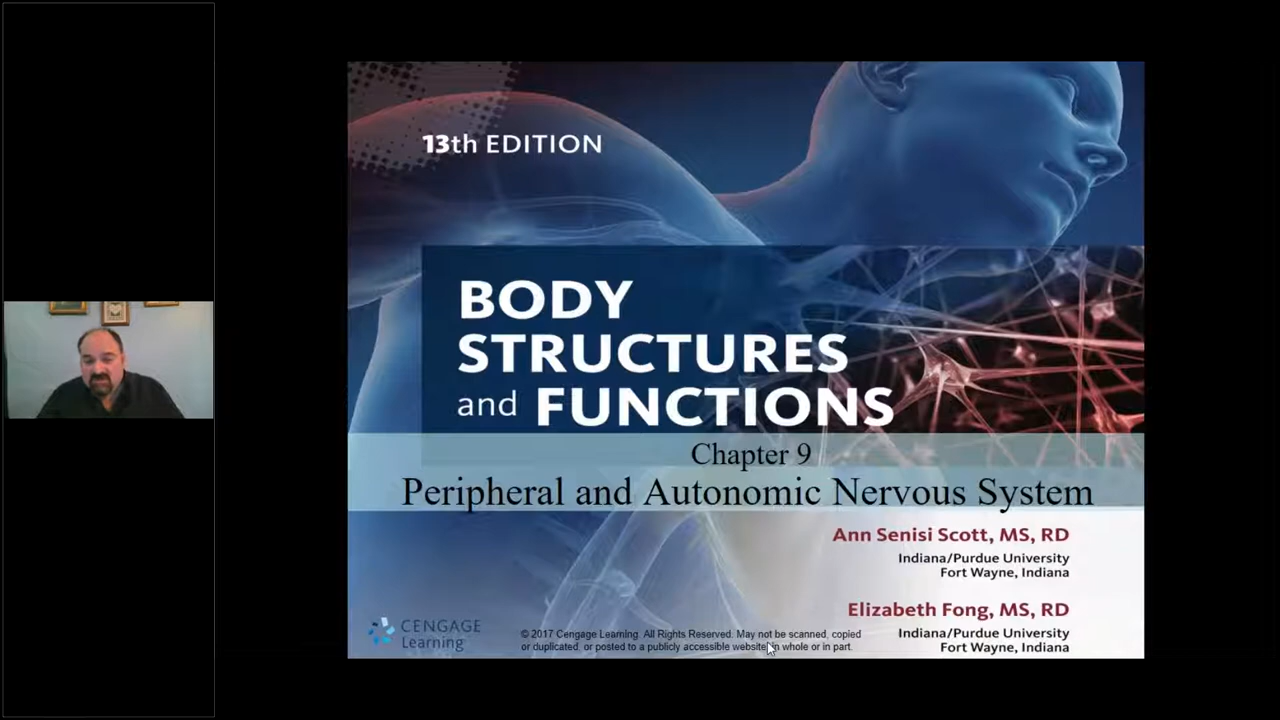 13th EDITION
BODY
STRUCTURES
and FUNCTIONS
Chapter 9
Peripheral and Autonomic Nervous System
Ann Senisi Scott, MS, RD
Indiana/Purdue University
Fort Wayne, Indiana
Elizabeth Fong, MS, RD
Indiana/Purdue University
Fort Wayne, Indiana
CENGAGE
Learning
© 2017 Cengage Learning. All Rights Reserved. May not be scanned, copied
or duplicated, or posted to a publicly accessible website, in whole or in part.